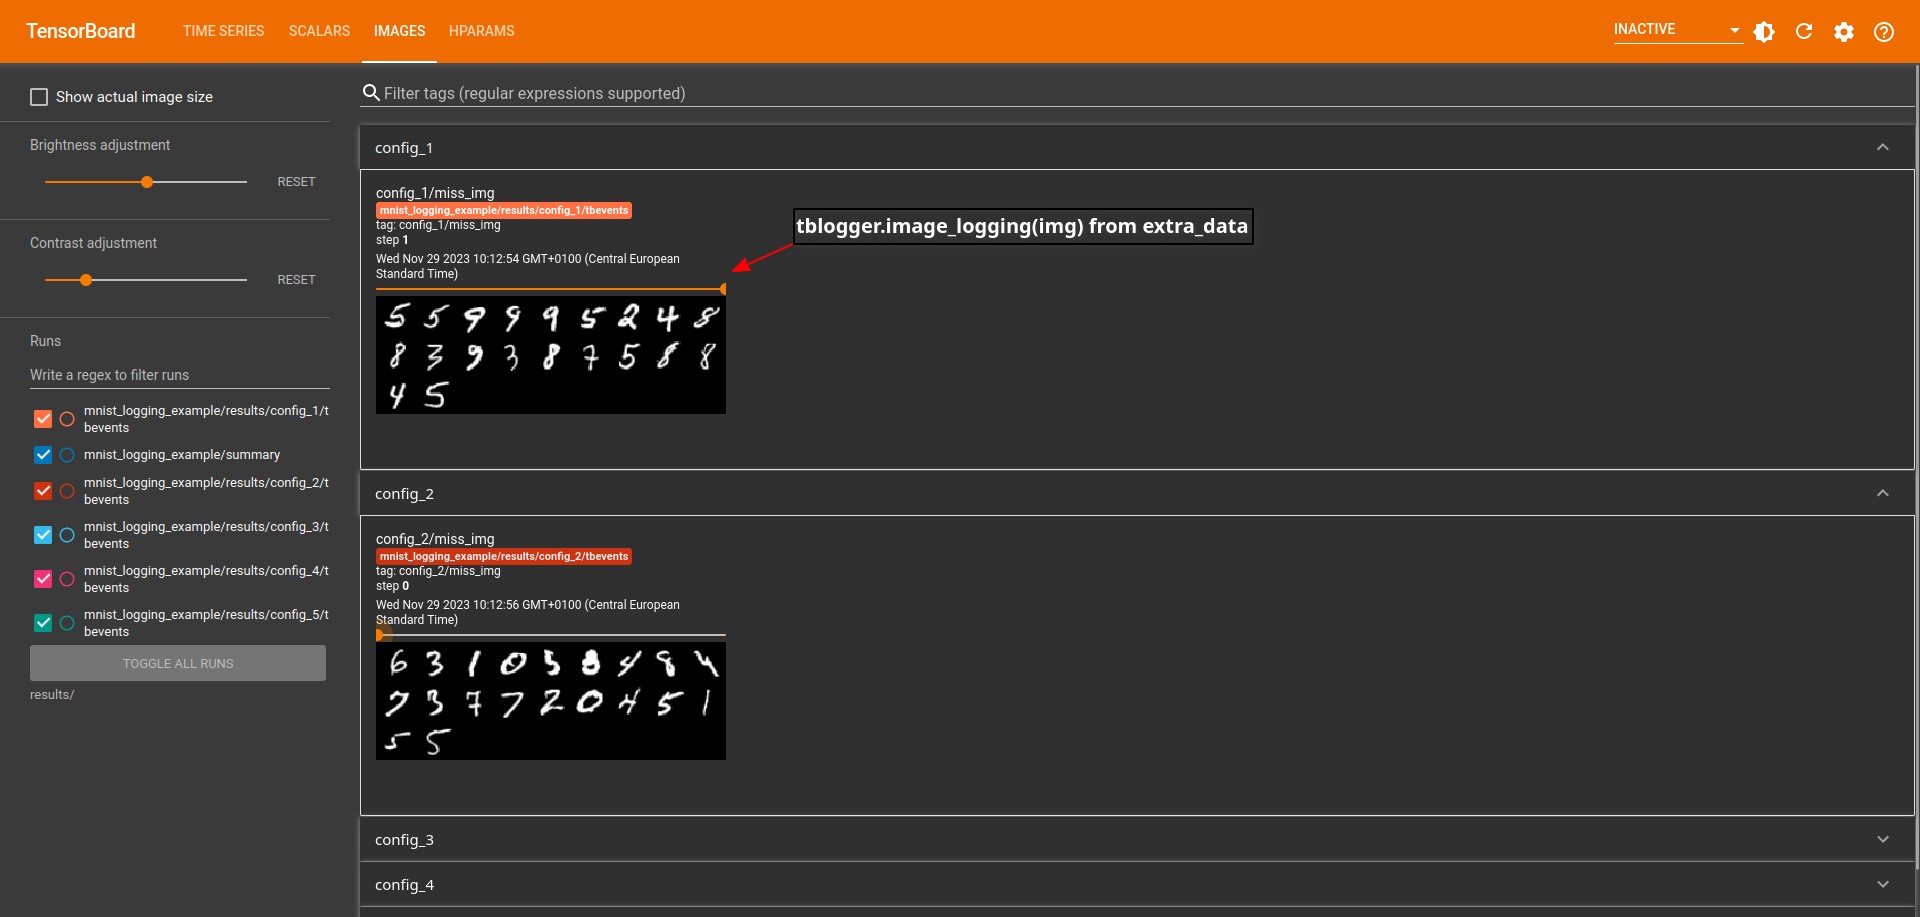 TensorBoard
TIME SERIES
SCALARS
IMAGES
HPARAMS
INACTIVE
Show actual image size
Brightness adjustment
RESET
Contrast adjustment
RESET
Runs
Write a regex to filter runs
mnist_logging_example/results/config_1/t
bevents
mnist_logging_example/summary
mnist_logging_example/results/config_2/t
bevents
mnist_logging_example/results/config_3/t
bevents
mnist_logging_example/results/config_4/t
bevents
mnist_logging_example/results/config_5/t
bevents
TOGGLE ALL RUNS
results/
Filter tags (regular expressions supported)
config_1
config_1/miss_img
mnist_logging_example/results/config_1/tbevents
tag: config_1/miss_img
step 1
Wed Nov 29 2023 10:12:54 GMT+0100 (Central European
Standard Time)
tblogger.image_logging(img) from extra_data
5 5 9 9 9 5 2 4 8
8 3 9 3 8 7 5 8 8
4 5
config_2
config_2/miss_img
mnist_logging_example/results/config_2/tbevents
tag: config_2/miss_img
step 0
Wed Nov 29 2023 10:12:56 GMT+0100 (Central European
Standard Time)
6 3 1 0 5 8 4 9 4
7 3 7 7 2 0 4 5 1
5 5
config_3
config_4